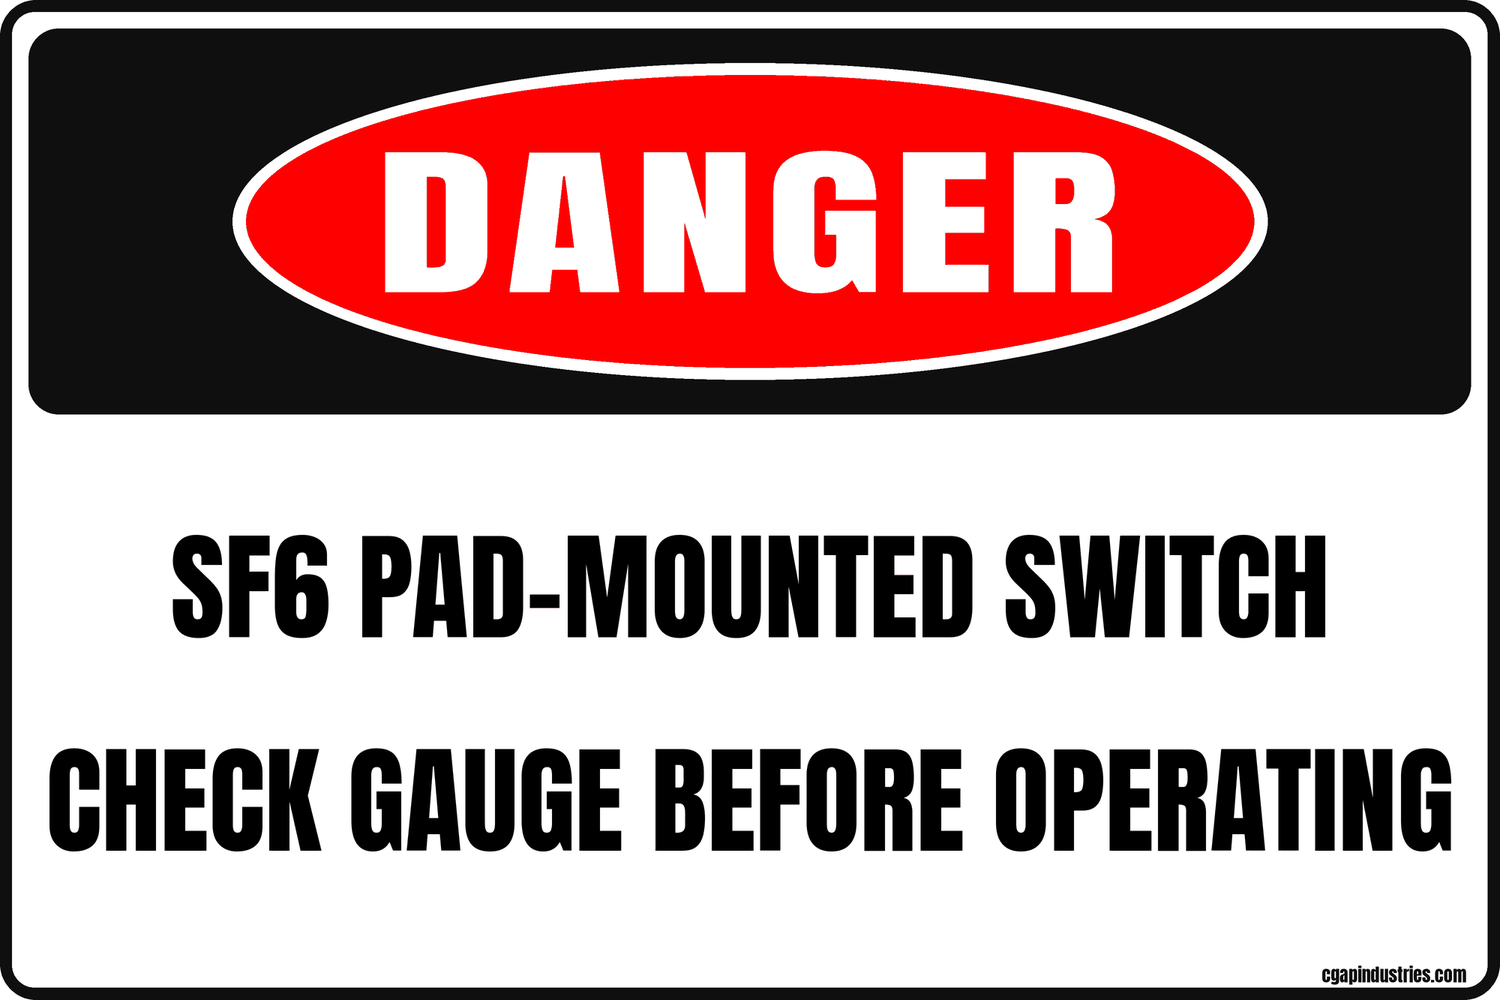 DANGER
SF6 PAD-MOUNTED SWITCH
CHECK GAUGE BEFORE OPERATING
cgapindustries.com